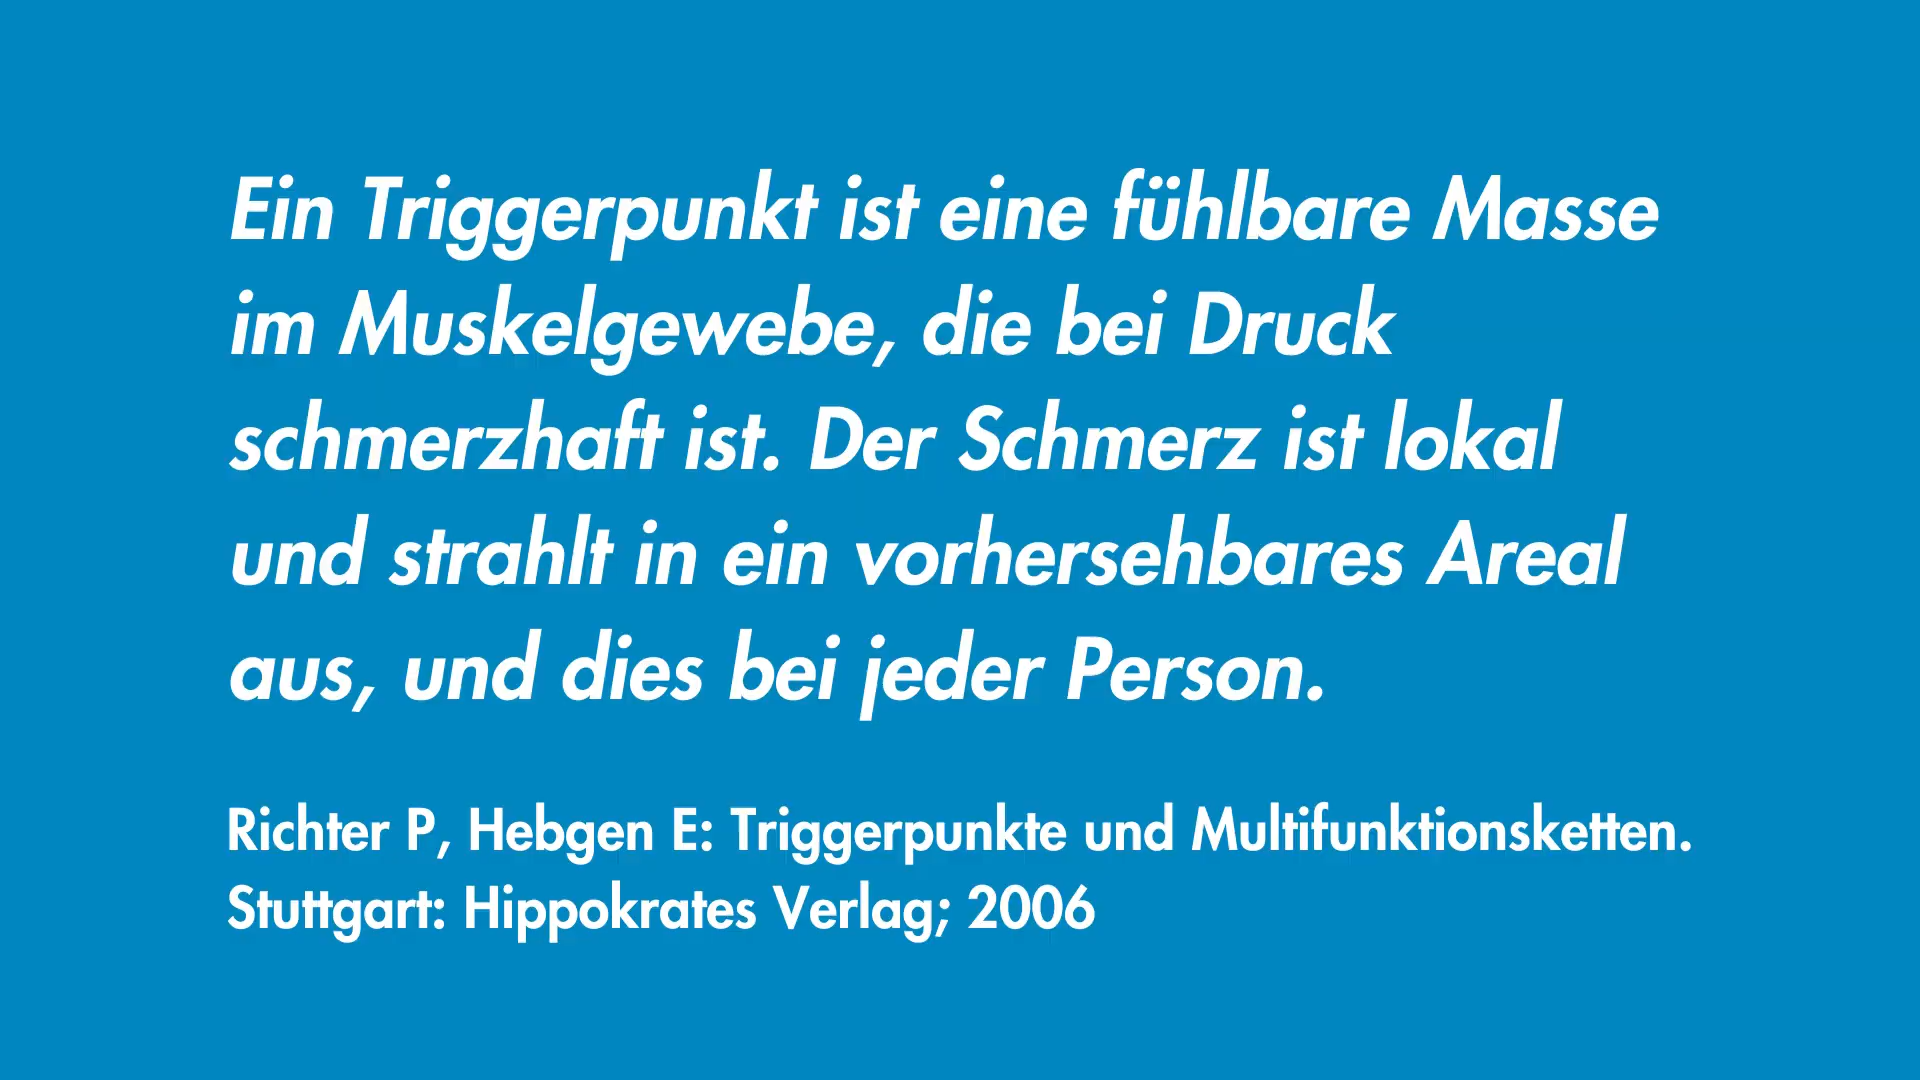 Ein Triggerpunkt ist eine fühlbare Masse
im Muskelgewebe, die bei Druck
schmerzhaft ist. Der Schmerz ist lokal
und strahlt in ein vorhersehbares Areal
aus, und dies bei jeder Person.
Richter P, Hebgen E: Triggerpunkte und Multifunktionsketten.
Stuttgart: Hippokrates Verlag; 2006